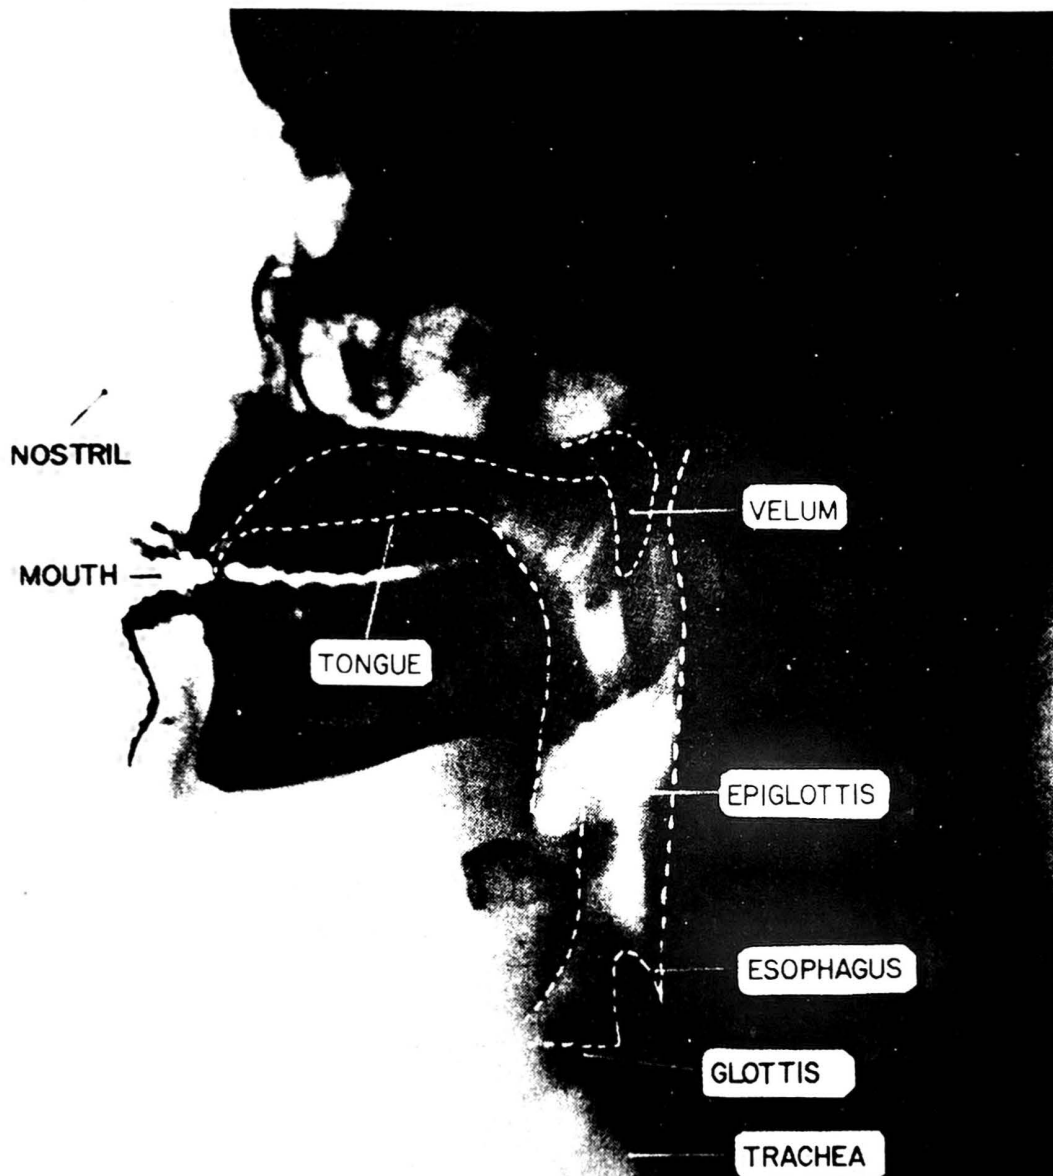 NOSTRIL
VELUM
MOUTH
TONGUE
EPIGLOTTIS
ESOPHAGUS
GLOTTIS
TRACHEA